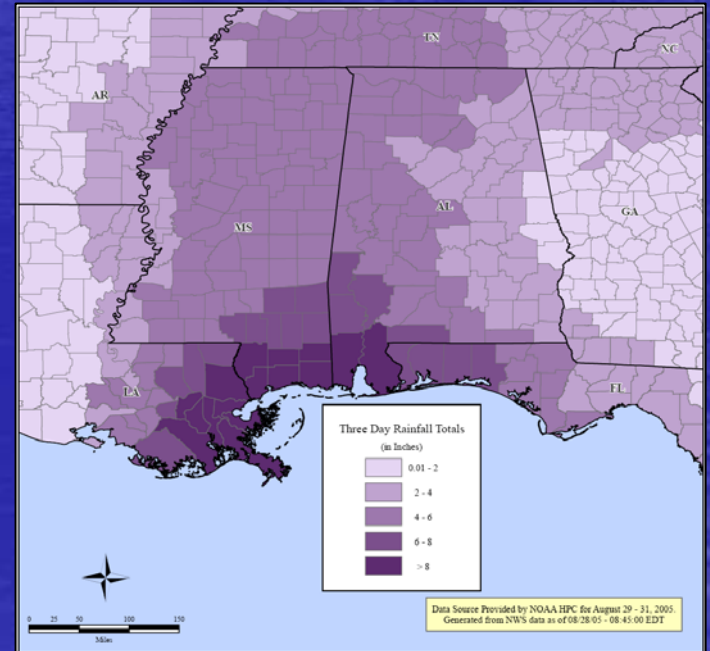 TN
NC
AR
GA
AL
MS
LA
FL
Three Day Rainfall Totals
(in Inches)
0.01 - 2
2 - 4
4 - 6
6 - 8
> 8
0 25 50 100 150
Miles
Data Source Provided by NOAA HPC for August 29 - 31, 2005.
Generated from NWS data as of 08/28/05 - 08:45:00 EDT